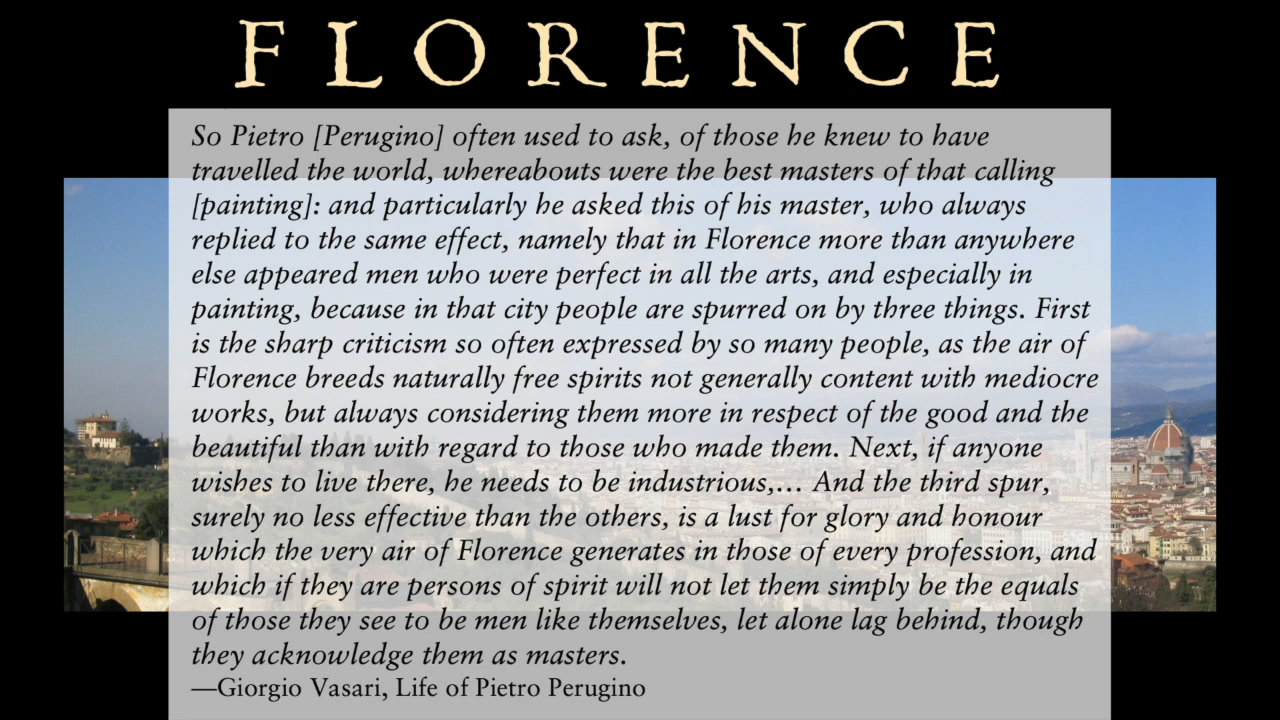 FLORENCE
So Pietro [Perugino] often used to ask, of those he knew to have
travelled the world, whereabouts were the best masters of that calling
[painting]: and particularly he asked this of his master, who always
replied to the same effect, namely that in Florence more than anywhere
else appeared men who were perfect in all the arts, and especially in
painting, because in that city people are spurred on by three things. First
is the sharp criticism so often expressed by so many people, as the air of
Florence breeds naturally free spirits not generally content with mediocre
works, but always considering them more in respect of the good and the
beautiful than with regard to those who made them. Next, if anyone
wishes to live there, he needs to be industrious,... And the third spur,
surely no less effective than the others, is a lust for glory and honour
which the very air of Florence generates in those of every profession, and
which if they are persons of spirit will not let them simply be the equals
of those they see to be men like themselves, let alone lag behind, though
they acknowledge them as masters.
—Giorgio Vasari, Life of Pietro Perugino